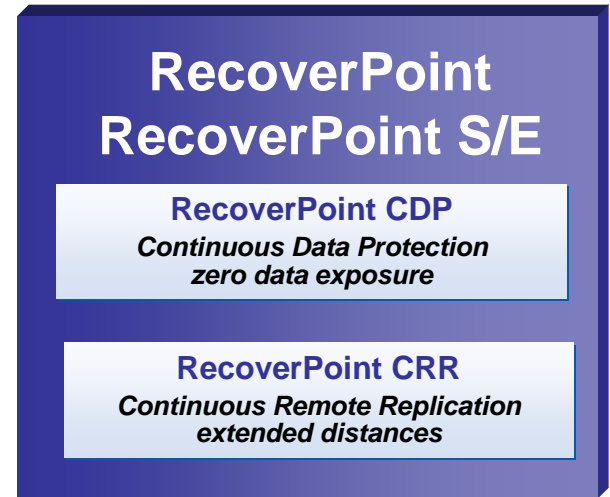 RecoverPoint
RecoverPoint S/E
RecoverPoint CDP
Continuous Data Protection
zero data exposure
RecoverPoint CRR
Continuous Remote Replication
extended distances